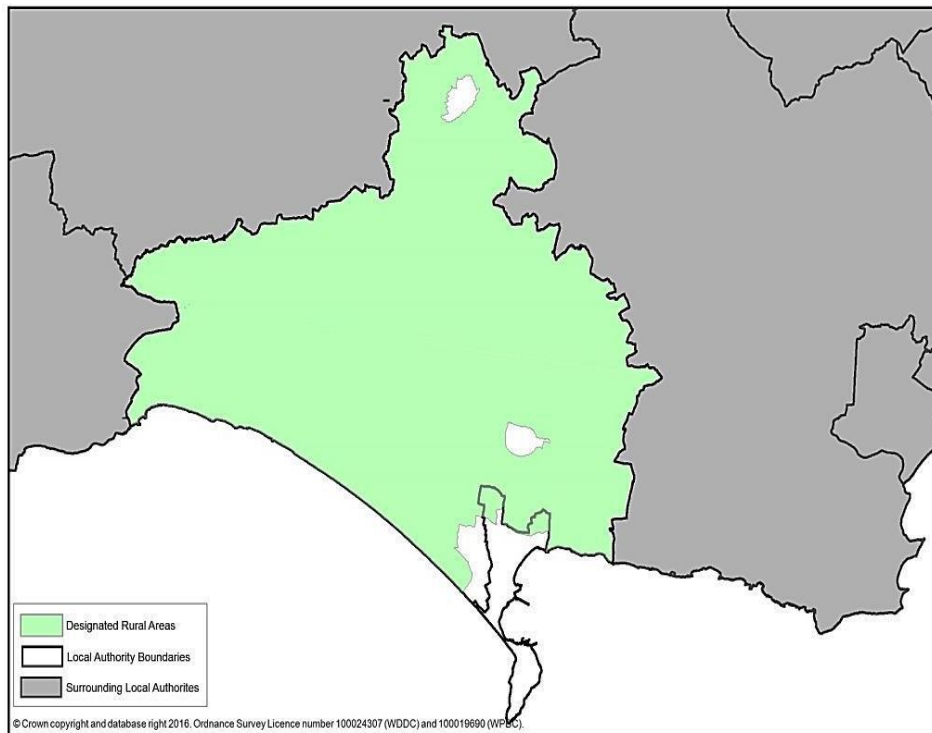 Designated Rural Areas
Local Authority Boundaries
Surrounding Local Authorites
© Crown copyright and database right 2016. Ordnance Survey Licence number 100024307 (WDDC) and 100019690 (WPBC).